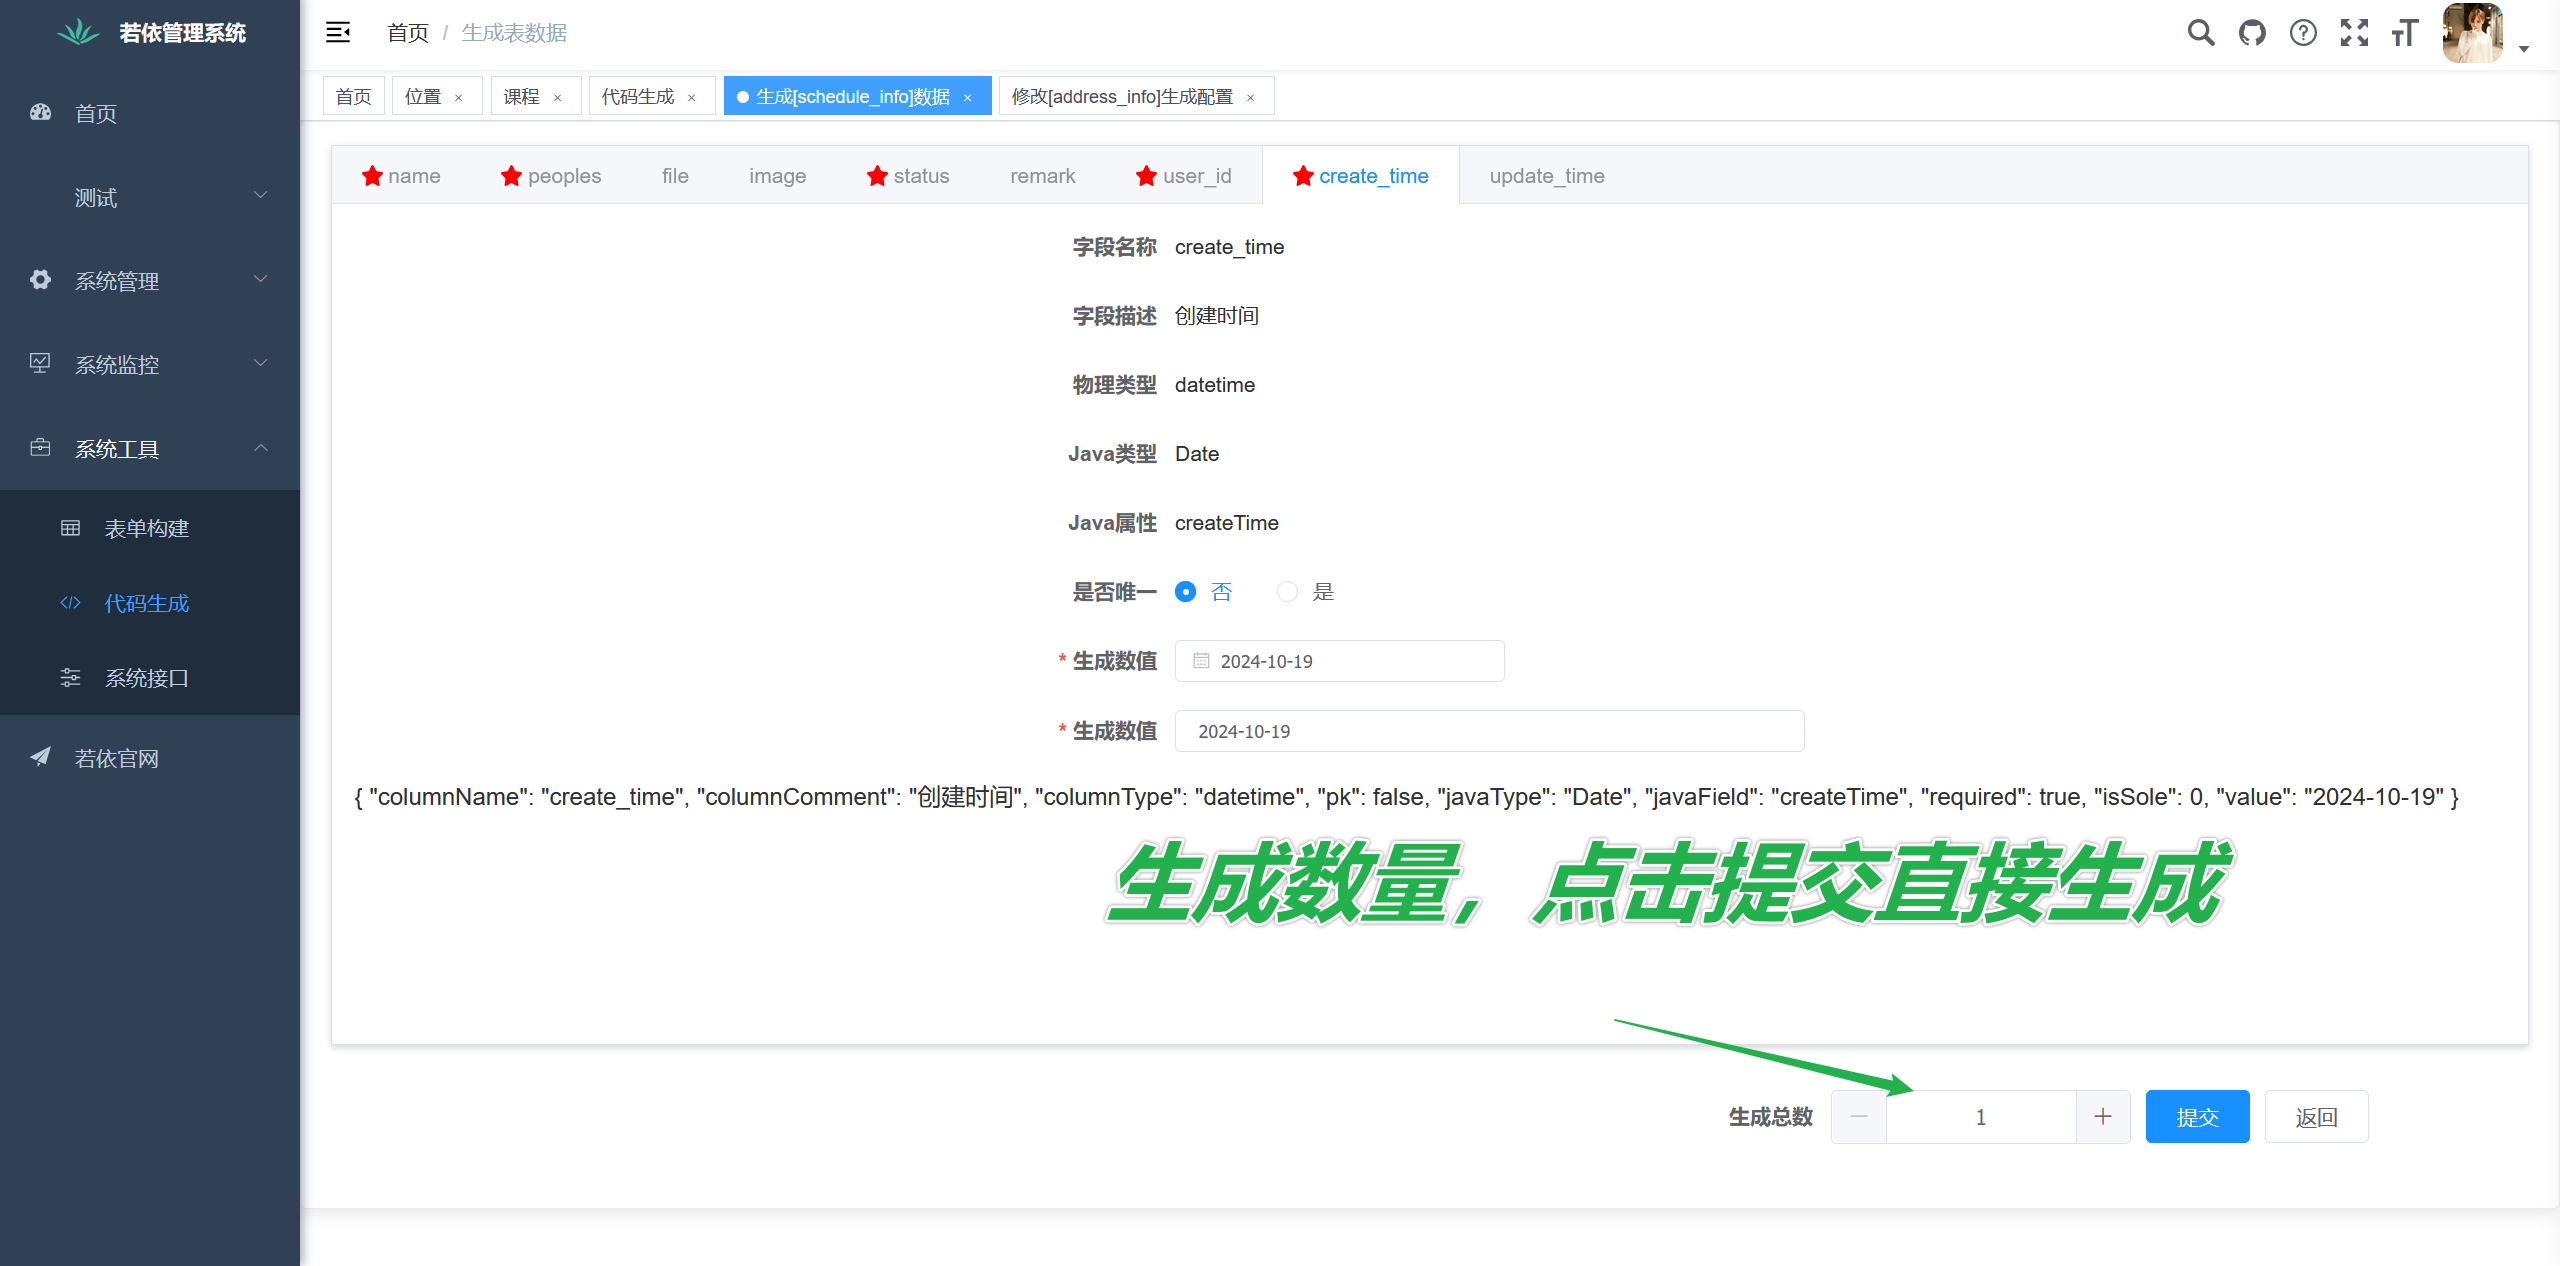 若依管理系统
首页 / 生成表数据
首页
测试
系统管理
系统监控
系统工具
表单构建
代码生成
系统接口
若依官网
首页 位置 × 课程 × 代码生成 × 生成[schedule_info]数据 × 修改[address_info]生成配置 ×
name peoples file image status remark user_id create_time update_time
字段名称 create_time
字段描述 创建时间
物理类型 datetime
Java类型 Date
Java属性 createTime
是否唯一 否 是
* 生成数值 2024-10-19
* 生成数值 2024-10-19
{ "columnName": "create_time", "columnComment": "创建时间", "columnType": "datetime", "pk": false, "javaType": "Date", "javaField": "createTime", "required": true, "isSole": 0, "value": "2024-10-19" }
生成数量，点击提交直接生成
生成总数 − 1 + 提交 返回